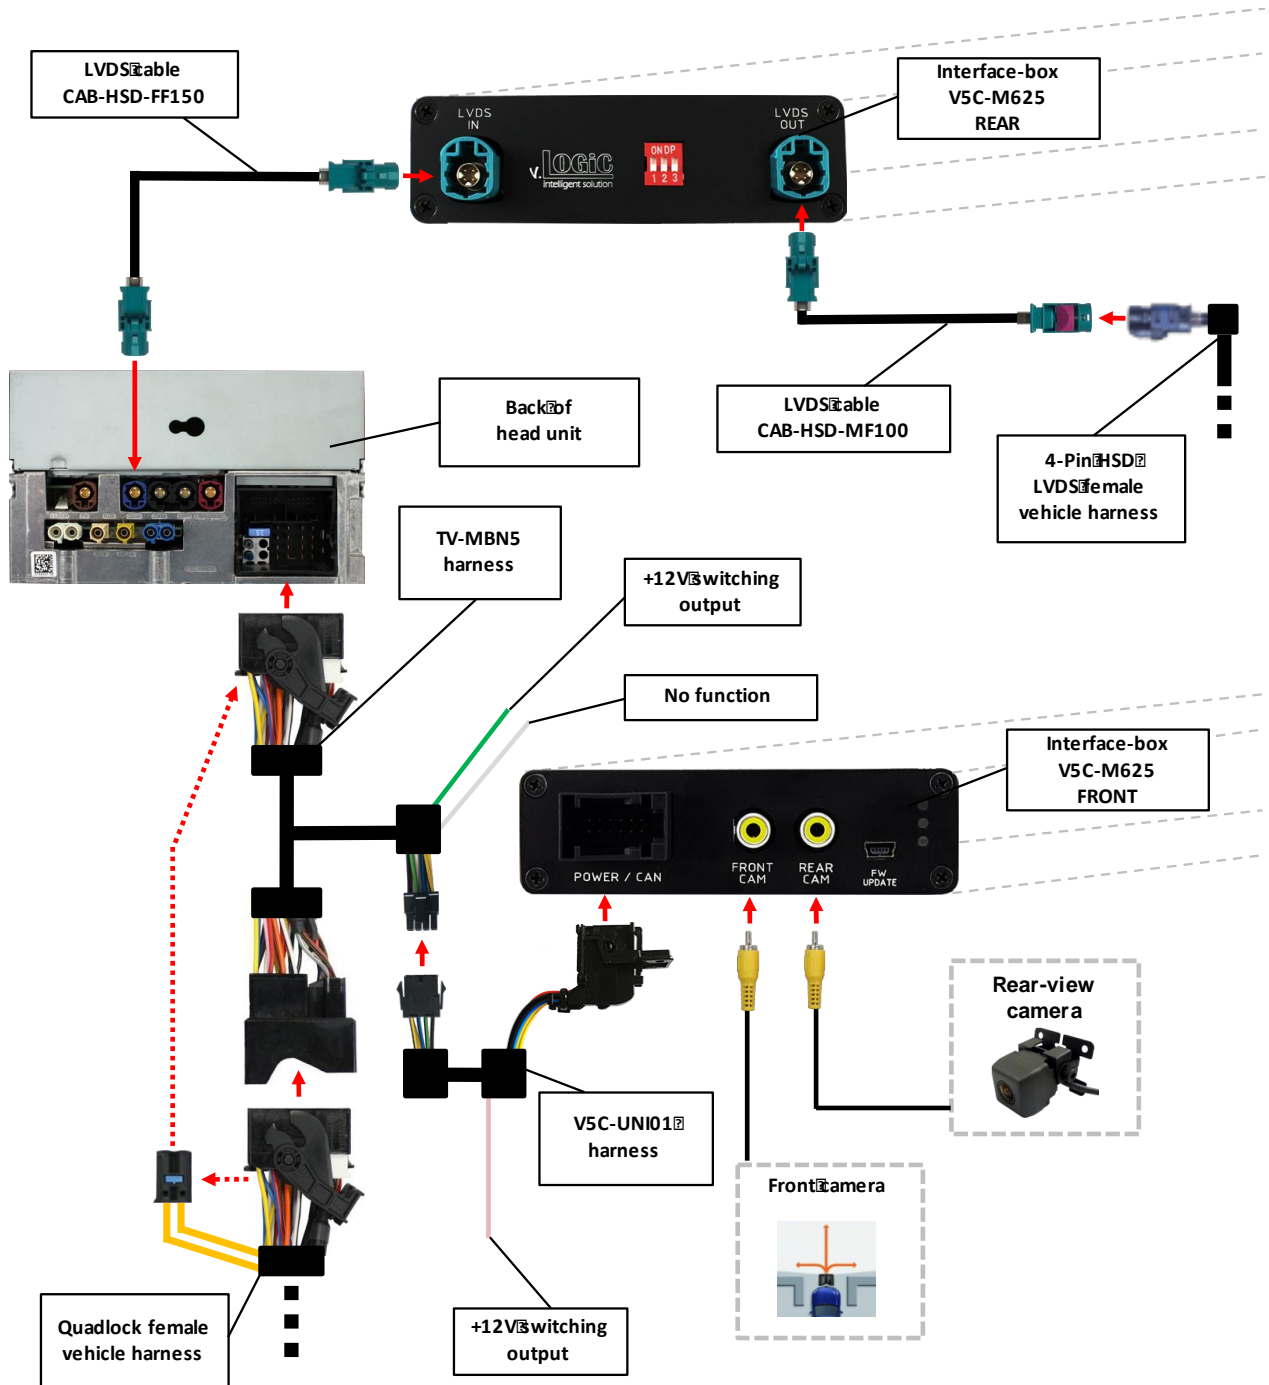 LVDS cable
CAB-HSD-FF150
LVDS
IN
v.LOGiC
intelligent solution
ON DP
1 2 3
LVDS
OUT
Interface-box
V5C-M625
REAR
Back of
head unit
LVDS cable
CAB-HSD-MF100
4-Pin HSD
LVDS female
vehicle harness
TV-MBN5
harness
+12V switching
output
No function
Interface-box
V5C-M625
FRONT
POWER / CAN
FRONT
CAM
REAR
CAM
FW
UPDATE
Rear-view
camera
V5C-UNI01
harness
Front camera
Quadlock female
vehicle harness
+12V switching
output